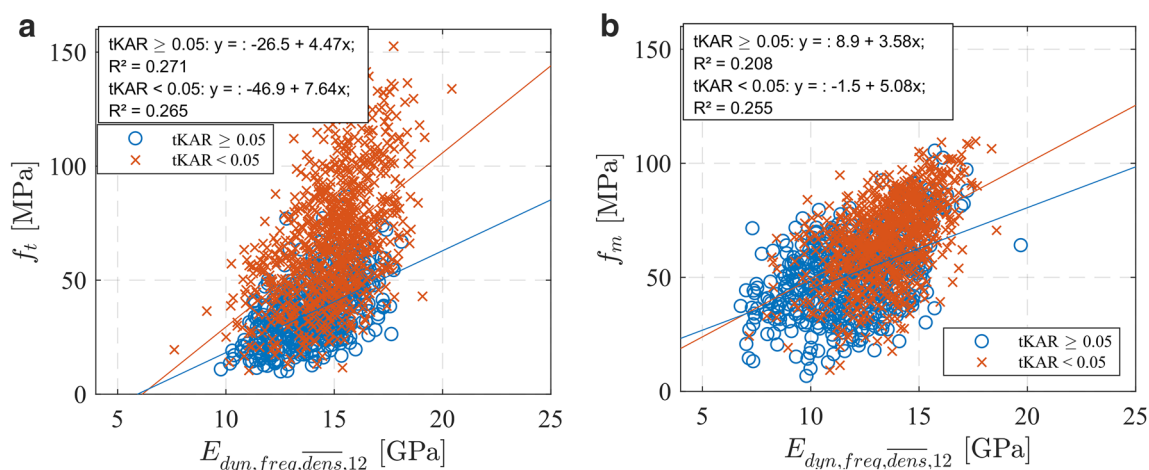 a
tKAR ≥ 0.05: y = : -26.5 + 4.47x;
R² = 0.271
tKAR < 0.05: y = : -46.9 + 7.64x;
R² = 0.265
tKAR ≥ 0.05
tKAR < 0.05
150
100
50
0
f_t [MPa]
5 10 15 20 25
E_dyn,freq,dens,12 [GPa]
b
tKAR ≥ 0.05: y = : 8.9 + 3.58x;
R² = 0.208
tKAR < 0.05: y = : -1.5 + 5.08x;
R² = 0.255
150
100
50
0
f_m [MPa]
tKAR ≥ 0.05
tKAR < 0.05
5 10 15 20 25
E_dyn,freq,dens,12 [GPa]